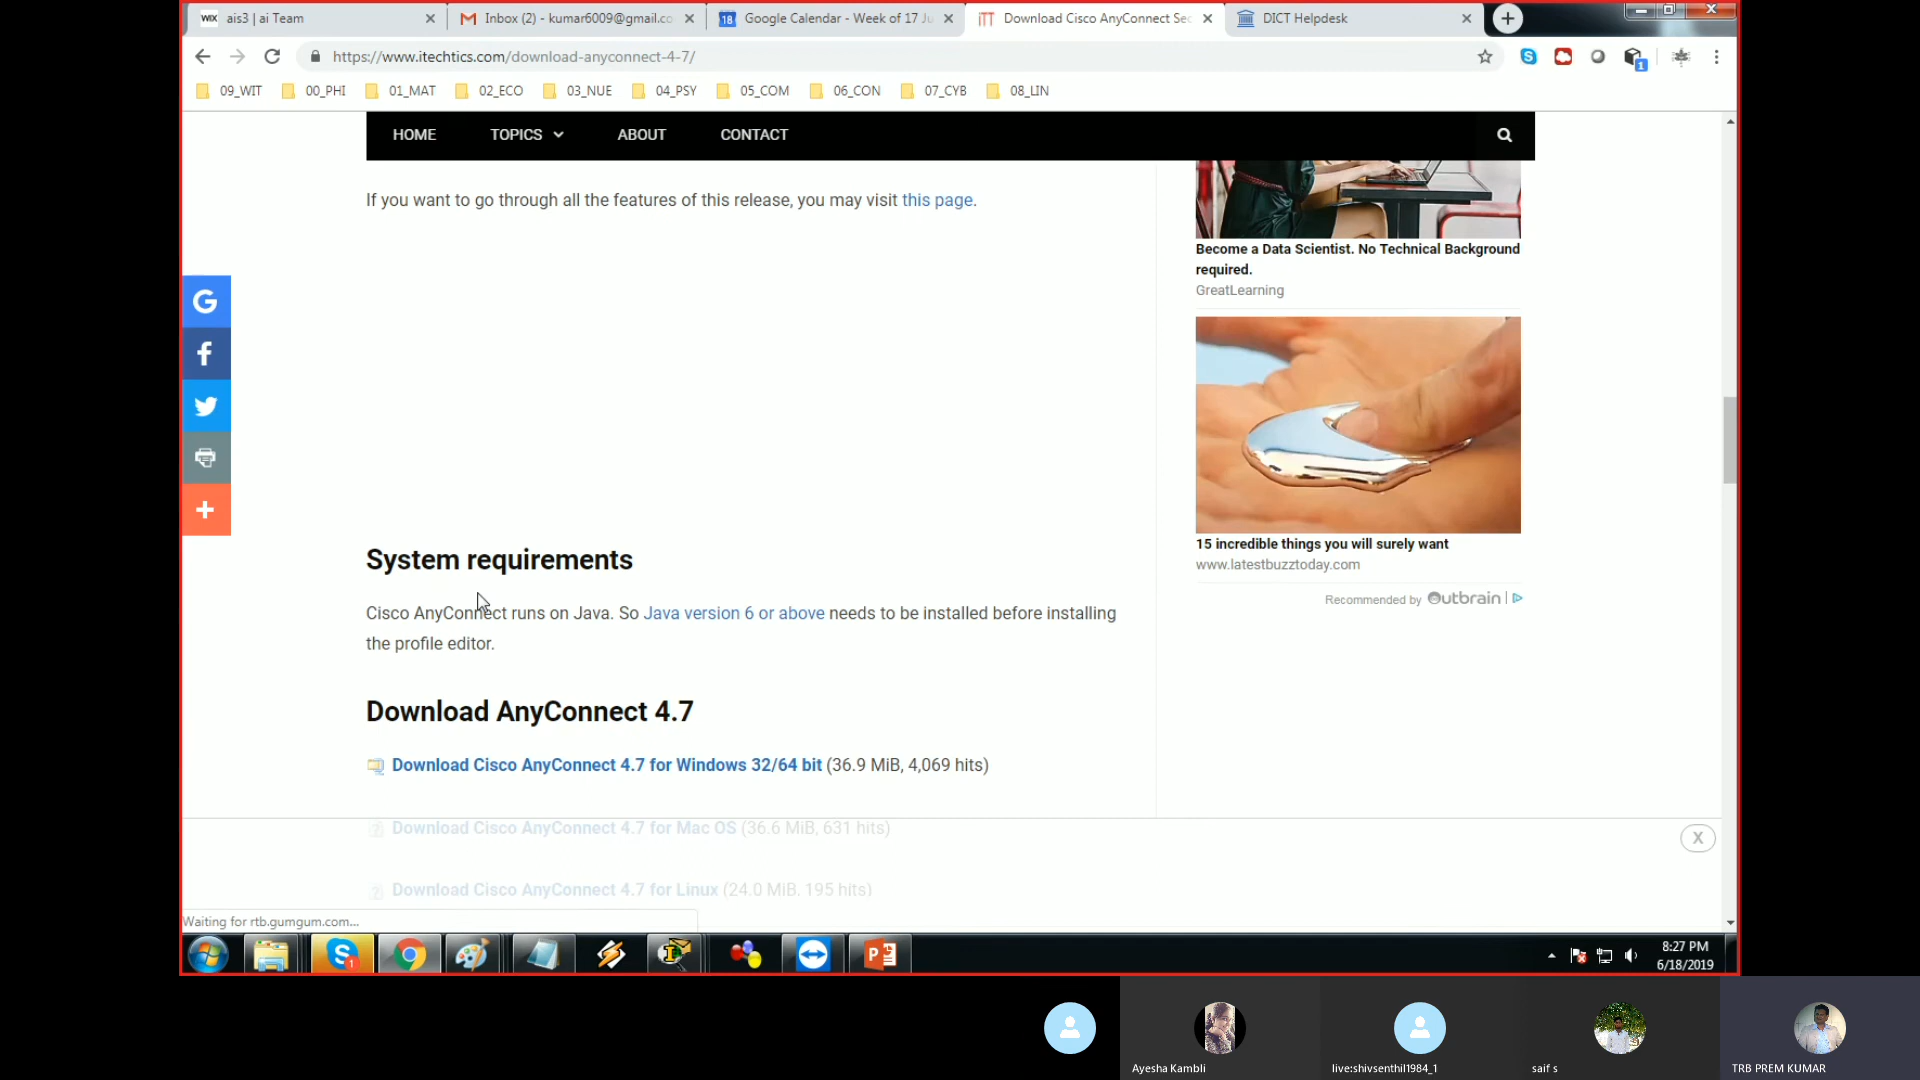 WIX ais3 | ai Team
Inbox (2) - kumar6009@gmail.co
18 Google Calendar - Week of 17 Ju
iTT Download Cisco AnyConnect Sec
DICT Helpdesk
https://www.itechtics.com/download-anyconnect-4-7/
1
09_WIT 00_PHI 01_MAT 02_ECO 03_NUE 04_PSY 05_COM 06_CON 07_CYB 08_LIN
HOME TOPICS ABOUT CONTACT
If you want to go through all the features of this release, you may visit this page.
Become a Data Scientist. No Technical Background
required.
GreatLearning
15 incredible things you will surely want
www.latestbuzztoday.com
Recommended by Outbrain
System requirements
Cisco AnyConnect runs on Java. So Java version 6 or above needs to be installed before installing
the profile editor.
Download AnyConnect 4.7
Download Cisco AnyConnect 4.7 for Windows 32/64 bit (36.9 MiB, 4,069 hits)
Download Cisco AnyConnect 4.7 for Mac OS (36.6 MiB, 631 hits)
X
Download Cisco AnyConnect 4.7 for Linux (24.0 MiB, 195 hits)
Waiting for rtb.gumgum.com...
8:27 PM
6/18/2019
Ayesha Kambli
live:shivsenthil1984_1
saif s
TRB PREM KUMAR